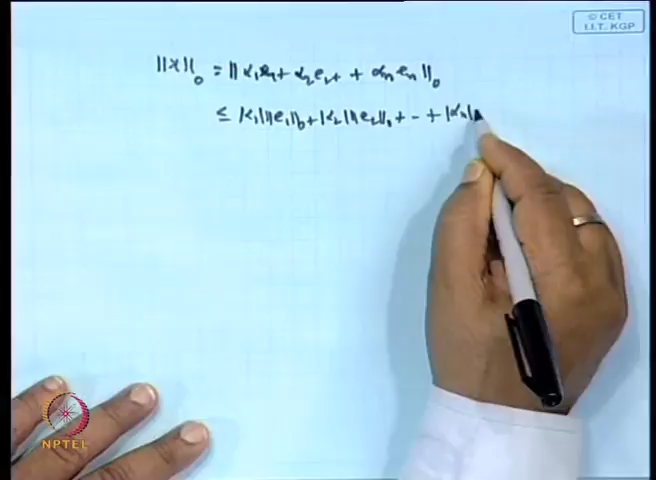 © CET
I.I.T. KGP
||x||₀ = ||α₁e₁ + α₂e₂ + + αₙeₙ||₀
≤ |α₁| ||e₁||₀ + |α₂| ||e₂||₀ + - + |αₙ|
NPTEL